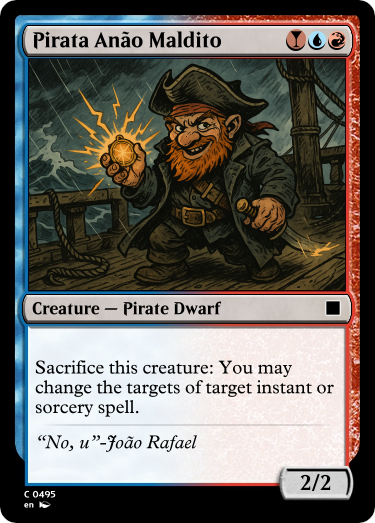 Pirata Anão Maldito
Creature — Pirate Dwarf
Sacrifice this creature: You may
change the targets of target instant or
sorcery spell.
“No, u”-João Rafael
2/2
C 0495
en